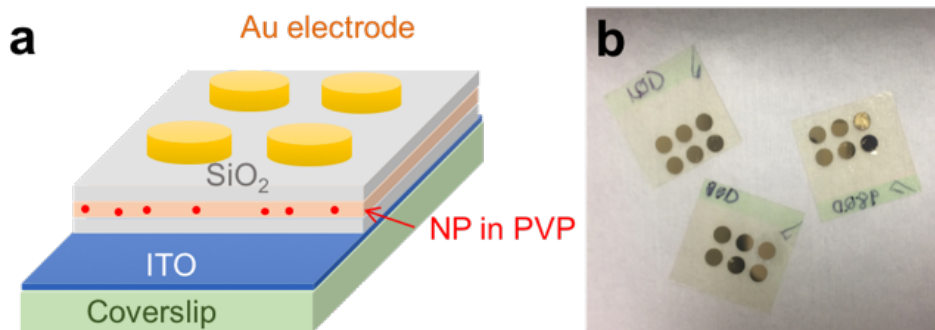 a
Au electrode
SiO₂
NP in PVP
ITO
Coverslip
b